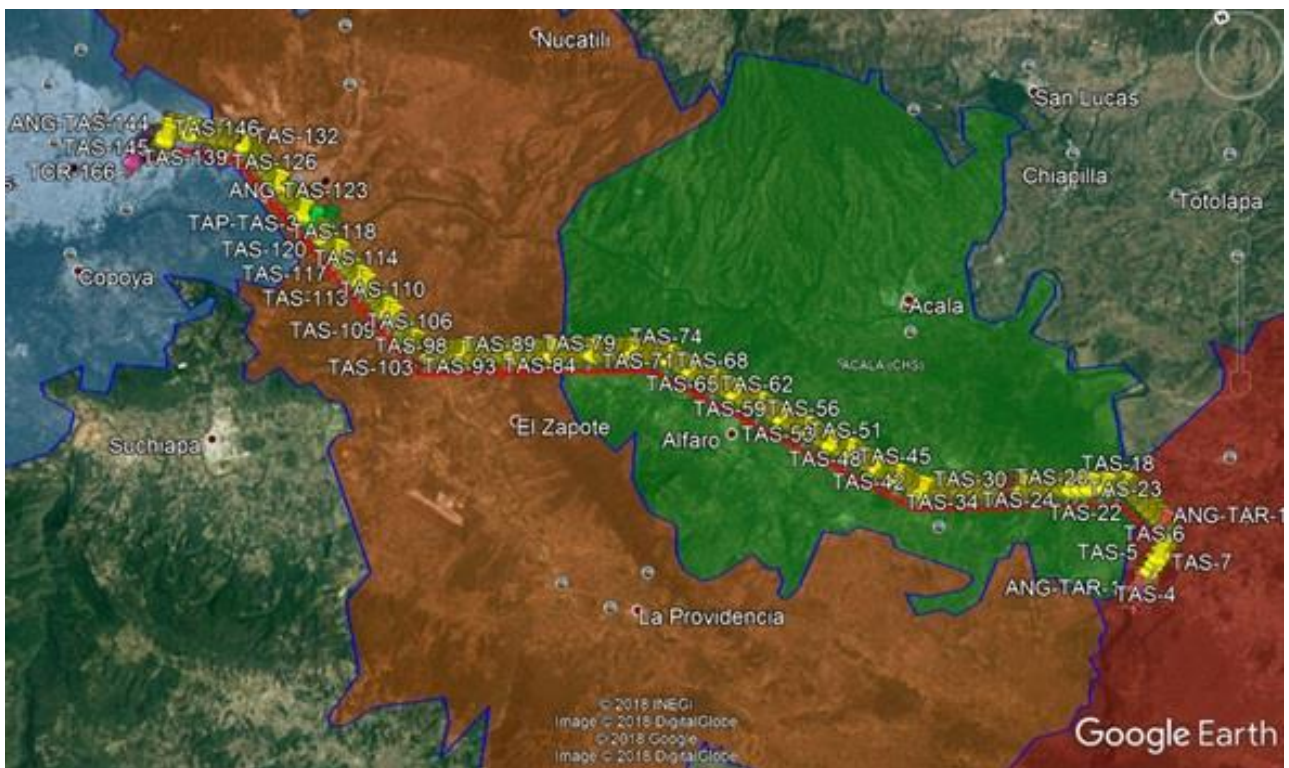 Nucatili
San Lucas
ANG-TAS-144
TAS-146
TAS-132
TAS-145
TAS-139
TAS-126
TCR-166
Chiapilla
ANG-TAS-123
Totolapa
TAP-TAS-3
TAS-118
TAS-120
TAS-114
Copoya
TAS-117
TAS-113
TAS-110
Acala
TAS-109
TAS-106
TAS-98
TAS-89
TAS-79
TAS-74
TAS-103
TAS-93
TAS-84
TAS-71
TAS-68
ACALA (CHS)
TAS-65
TAS-62
El Zapote
TAS-59
TAS-56
Suchiapa
Alfaro
TAS-53
TAS-51
TAS-48
TAS-45
TAS-42
TAS-30
TAS-18
TAS-34
TAS-24
TAS-23
TAS-22
ANG-TAR-1
TAS-6
TAS-5
TAS-7
ANG-TAR-1
TAS-4
La Providencia
© 2018 INEGI
Image © 2018 DigitalGlobe
© 2018 Google
Image © 2018 DigitalGlobe
Google Earth